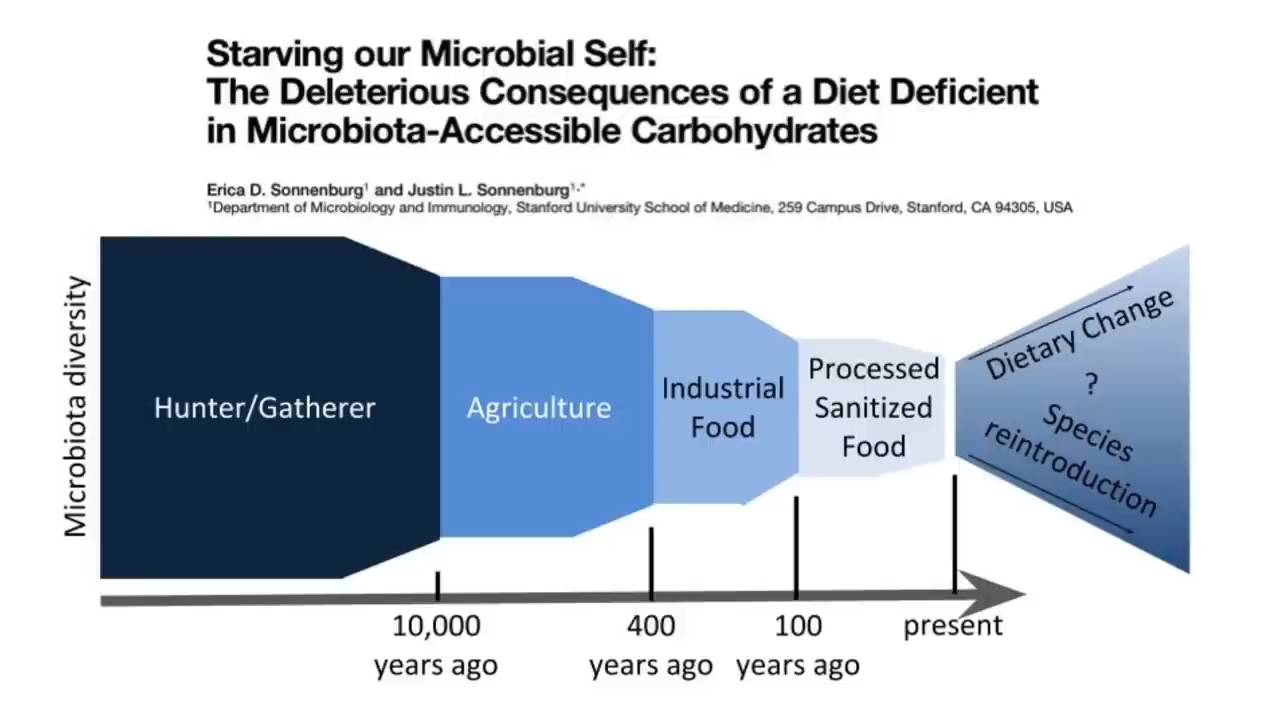 Starving our Microbial Self:
The Deleterious Consequences of a Diet Deficient
in Microbiota-Accessible Carbohydrates
Erica D. Sonnenburg¹ and Justin L. Sonnenburg¹,*
¹Department of Microbiology and Immunology, Stanford University School of Medicine, 259 Campus Drive, Stanford, CA 94305, USA
Microbiota diversity
Hunter/Gatherer
Agriculture
Industrial
Food
Processed
Sanitized
Food
Dietary Change
?
Species
reintroduction
10,000
years ago
400
years ago
100
years ago
present